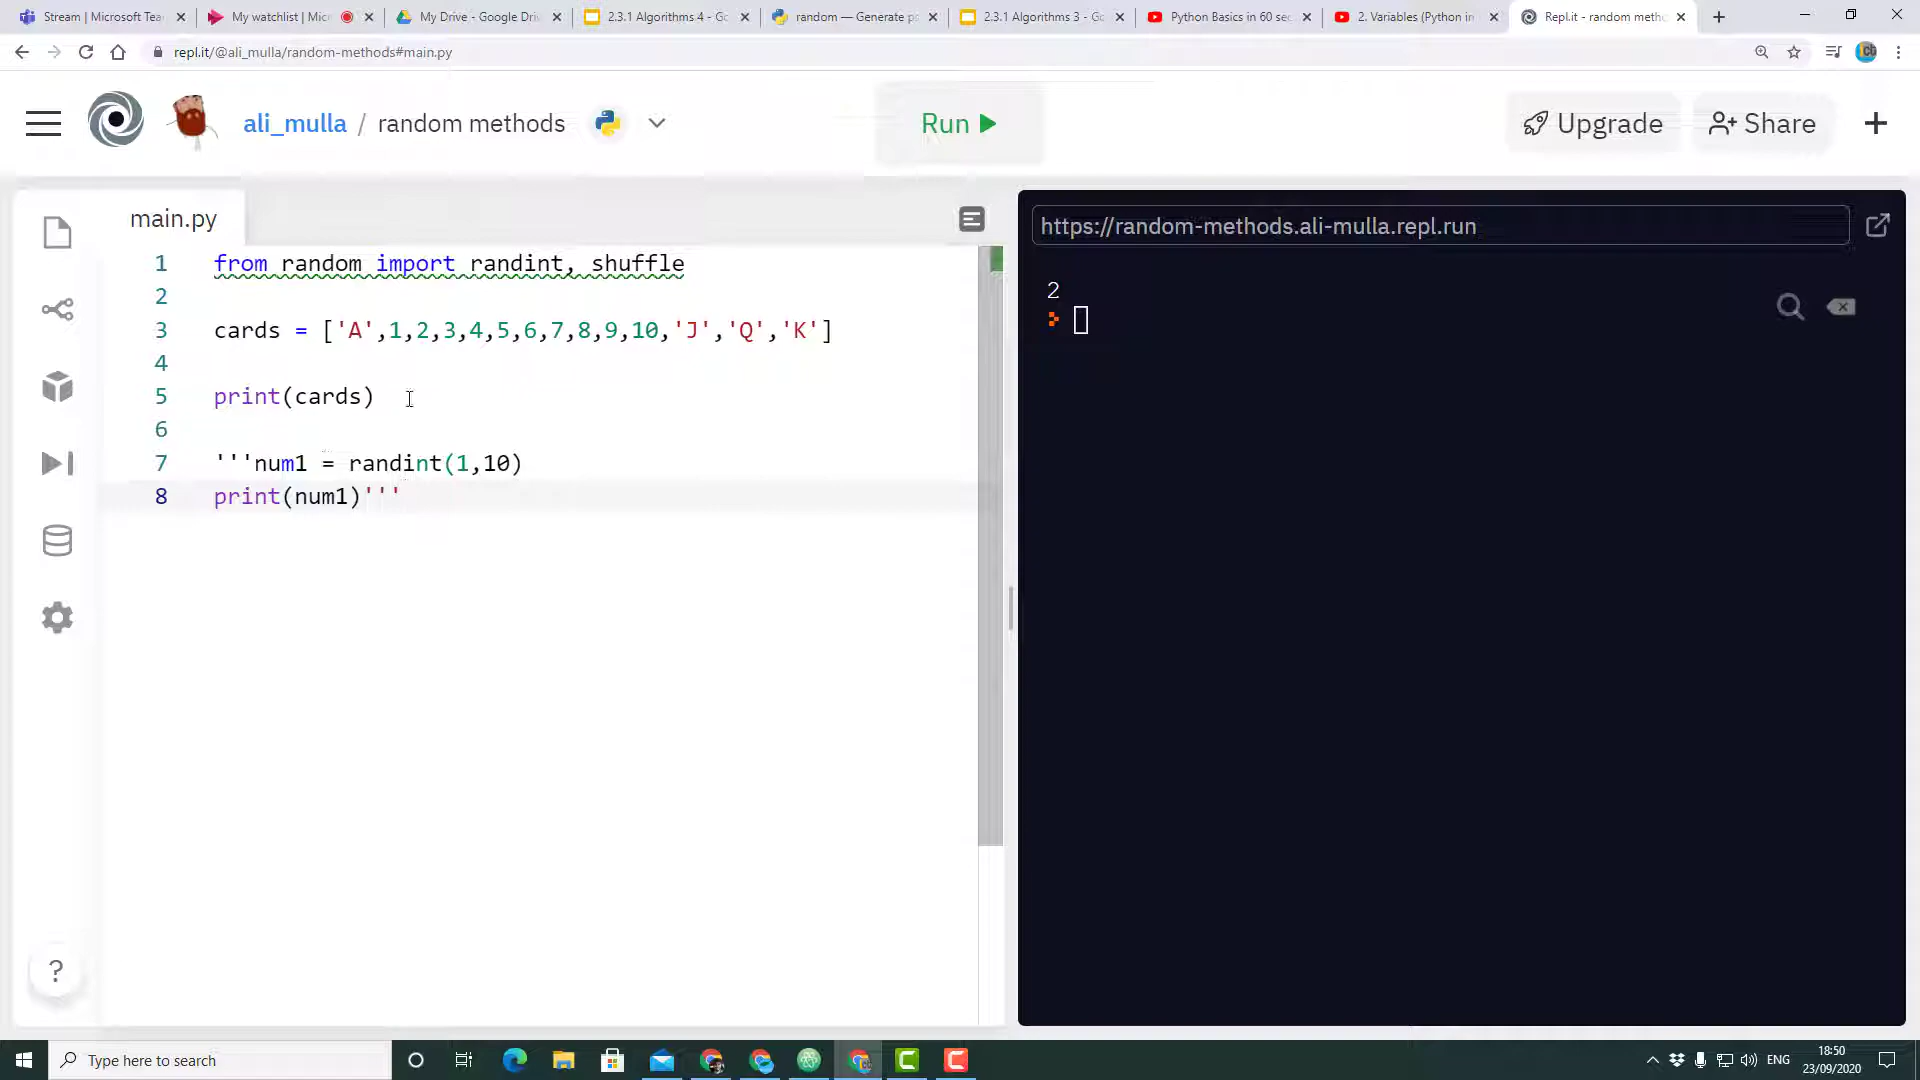 Stream | Microsoft Tea
My watchlist | Mic
My Drive - Google Dri
2.3.1 Algorithms 4 - Go
random — Generate ps
2.3.1 Algorithms 3 - Go
Python Basics in 60 sec
2. Variables (Python in
Repl.it - random meth
repl.it/@ali_mulla/random-methods#main.py
ali_mulla / random methods
Run
Upgrade
Share
main.py
1 from random import randint, shuffle
2
3 cards = ['A',1,2,3,4,5,6,7,8,9,10,'J','Q','K']
4
5 print(cards)
6
7 '''num1 = randint(1,10)
8 print(num1)'''
?
https://random-methods.ali-mulla.repl.run
2
Type here to search
ENG
18:50
23/09/2020